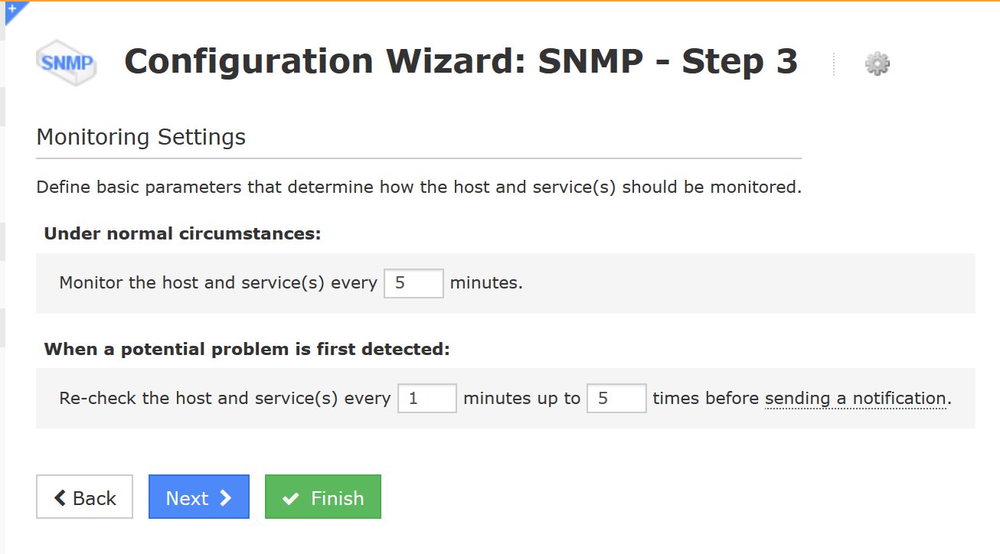 SNMP
Configuration Wizard: SNMP - Step 3
Monitoring Settings
Define basic parameters that determine how the host and service(s) should be monitored.
Under normal circumstances:
Monitor the host and service(s) every 5 minutes.
When a potential problem is first detected:
Re-check the host and service(s) every 1 minutes up to 5 times before sending a notification.
Back Next Finish